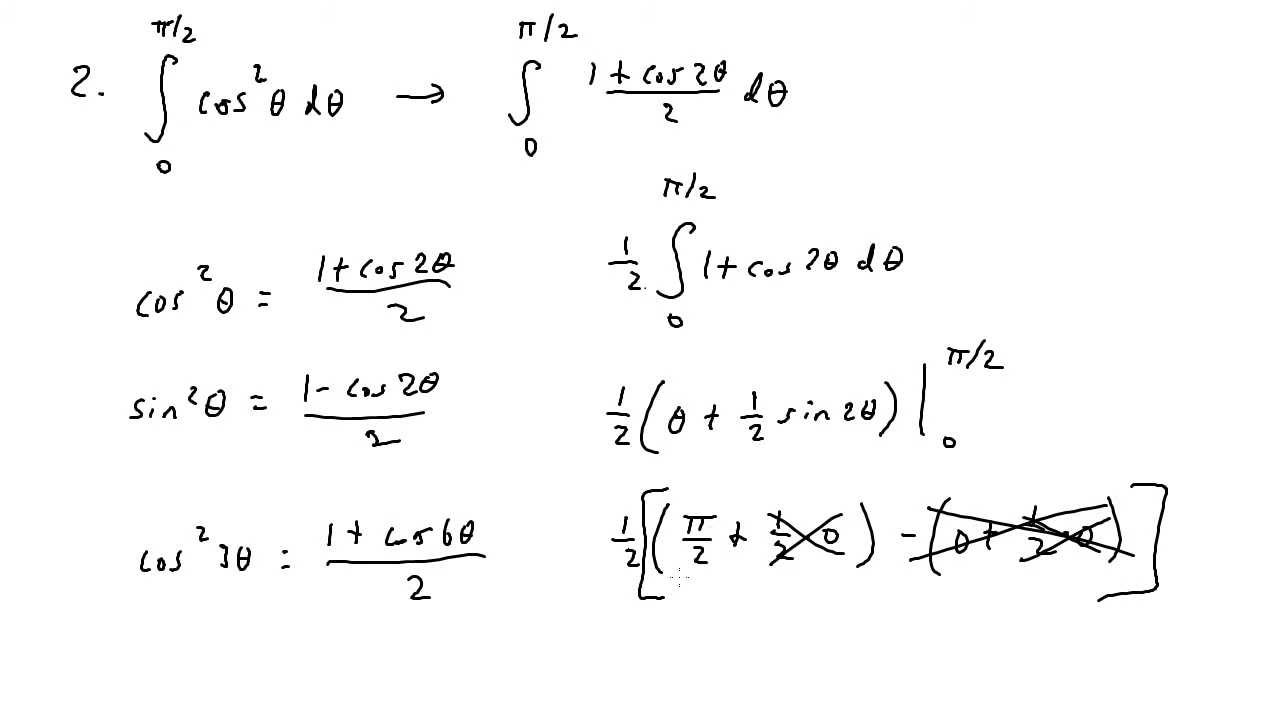 2. ∫₀^{π/2} cos²θ dθ → ∫₀^{π/2} (1 + cos 2θ)/2 dθ
1/2 ∫₀^{π/2} 1 + cos 2θ dθ
cos²θ = (1 + cos 2θ)/2
sin²θ = (1 - cos 2θ)/2
1/2 (θ + 1/2 sin 2θ) |₀^{π/2}
cos²3θ = (1 + cos 6θ)/2
1/2 [(π/2 + 1/2 · 0) - (0 + 1/2 · 0)]